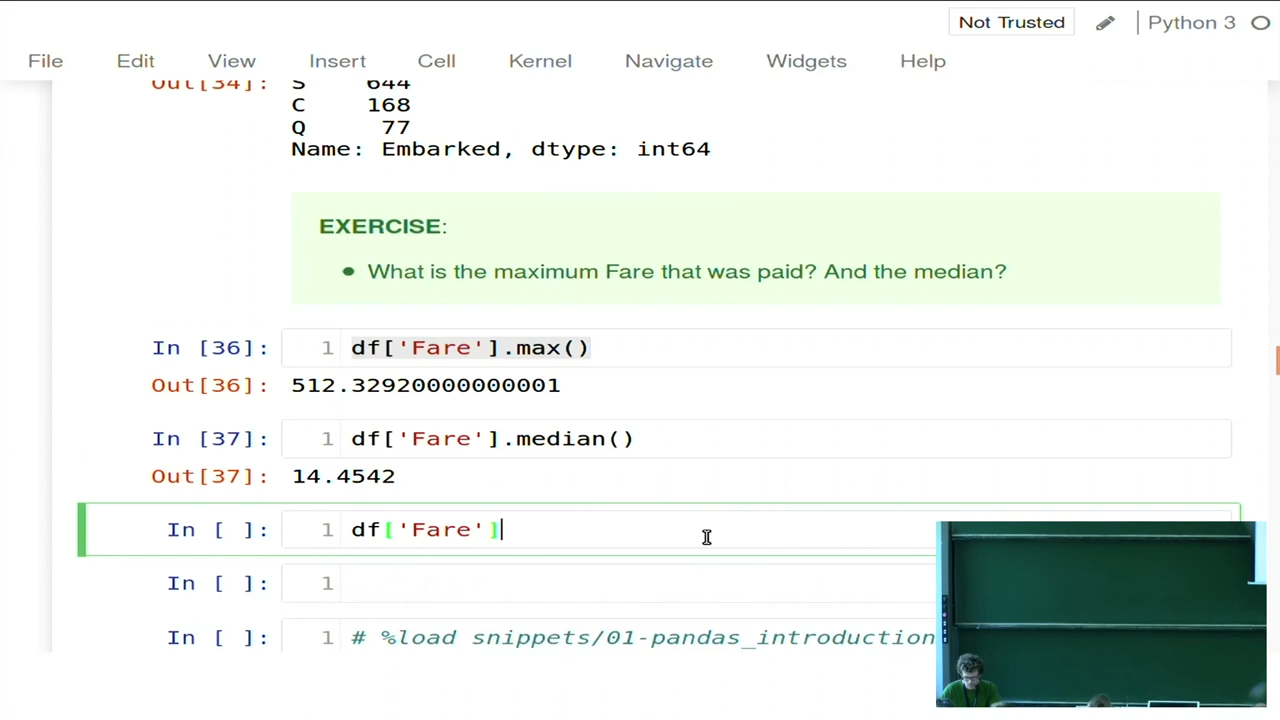 Not Trusted
Python 3
File Edit View Insert Cell Kernel Navigate Widgets Help
Out[34]: S 644
C 168
Q 77
Name: Embarked, dtype: int64
EXERCISE:
• What is the maximum Fare that was paid? And the median?
In [36]: 1 df['Fare'].max()
Out[36]: 512.32920000000001
In [37]: 1 df['Fare'].median()
Out[37]: 14.4542
In [ ]: 1 df['Fare']
In [ ]: 1
In [ ]: 1 # %load snippets/01-pandas_introduction